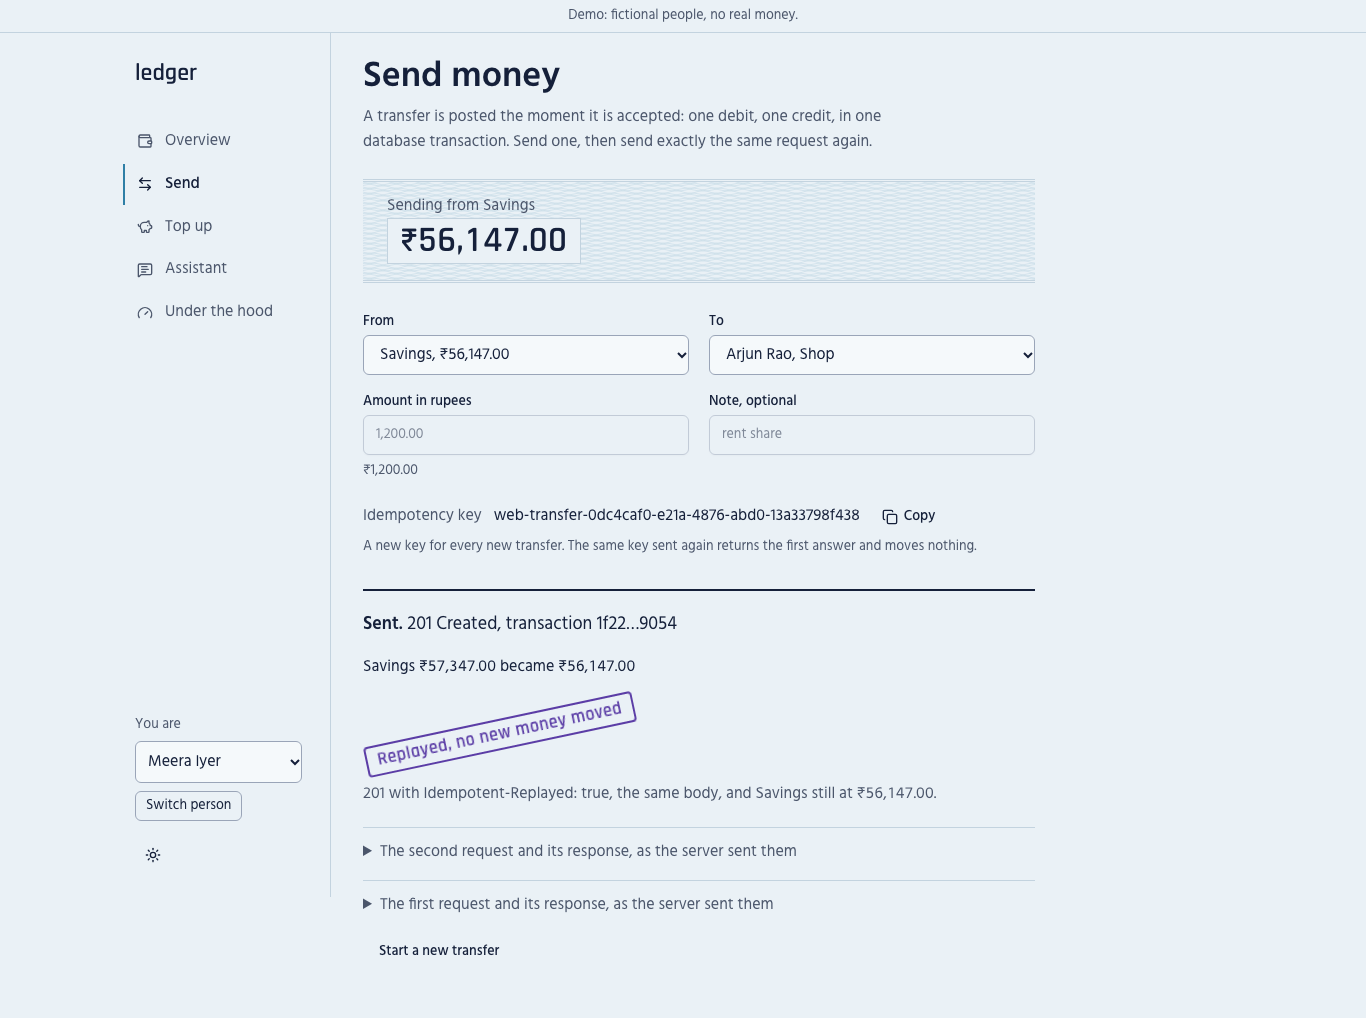 Demo: fictional people, no real money.
ledger
Overview
Send
Top up
Assistant
Under the hood
You are
Meera Iyer
Switch person
Send money
A transfer is posted the moment it is accepted: one debit, one credit, in one
database transaction. Send one, then send exactly the same request again.
Sending from Savings
₹56,147.00
From
Savings, ₹56,147.00
To
Arjun Rao, Shop
Amount in rupees
1,200.00
₹1,200.00
Note, optional
rent share
Idempotency key web-transfer-0dc4caf0-e21a-4876-abd0-13a33798f438 Copy
A new key for every new transfer. The same key sent again returns the first answer and moves nothing.
Sent. 201 Created, transaction 1f22…9054
Savings ₹57,347.00 became ₹56,147.00
Replayed, no new money moved
201 with Idempotent-Replayed: true, the same body, and Savings still at ₹56,147.00.
The second request and its response, as the server sent them
The first request and its response, as the server sent them
Start a new transfer